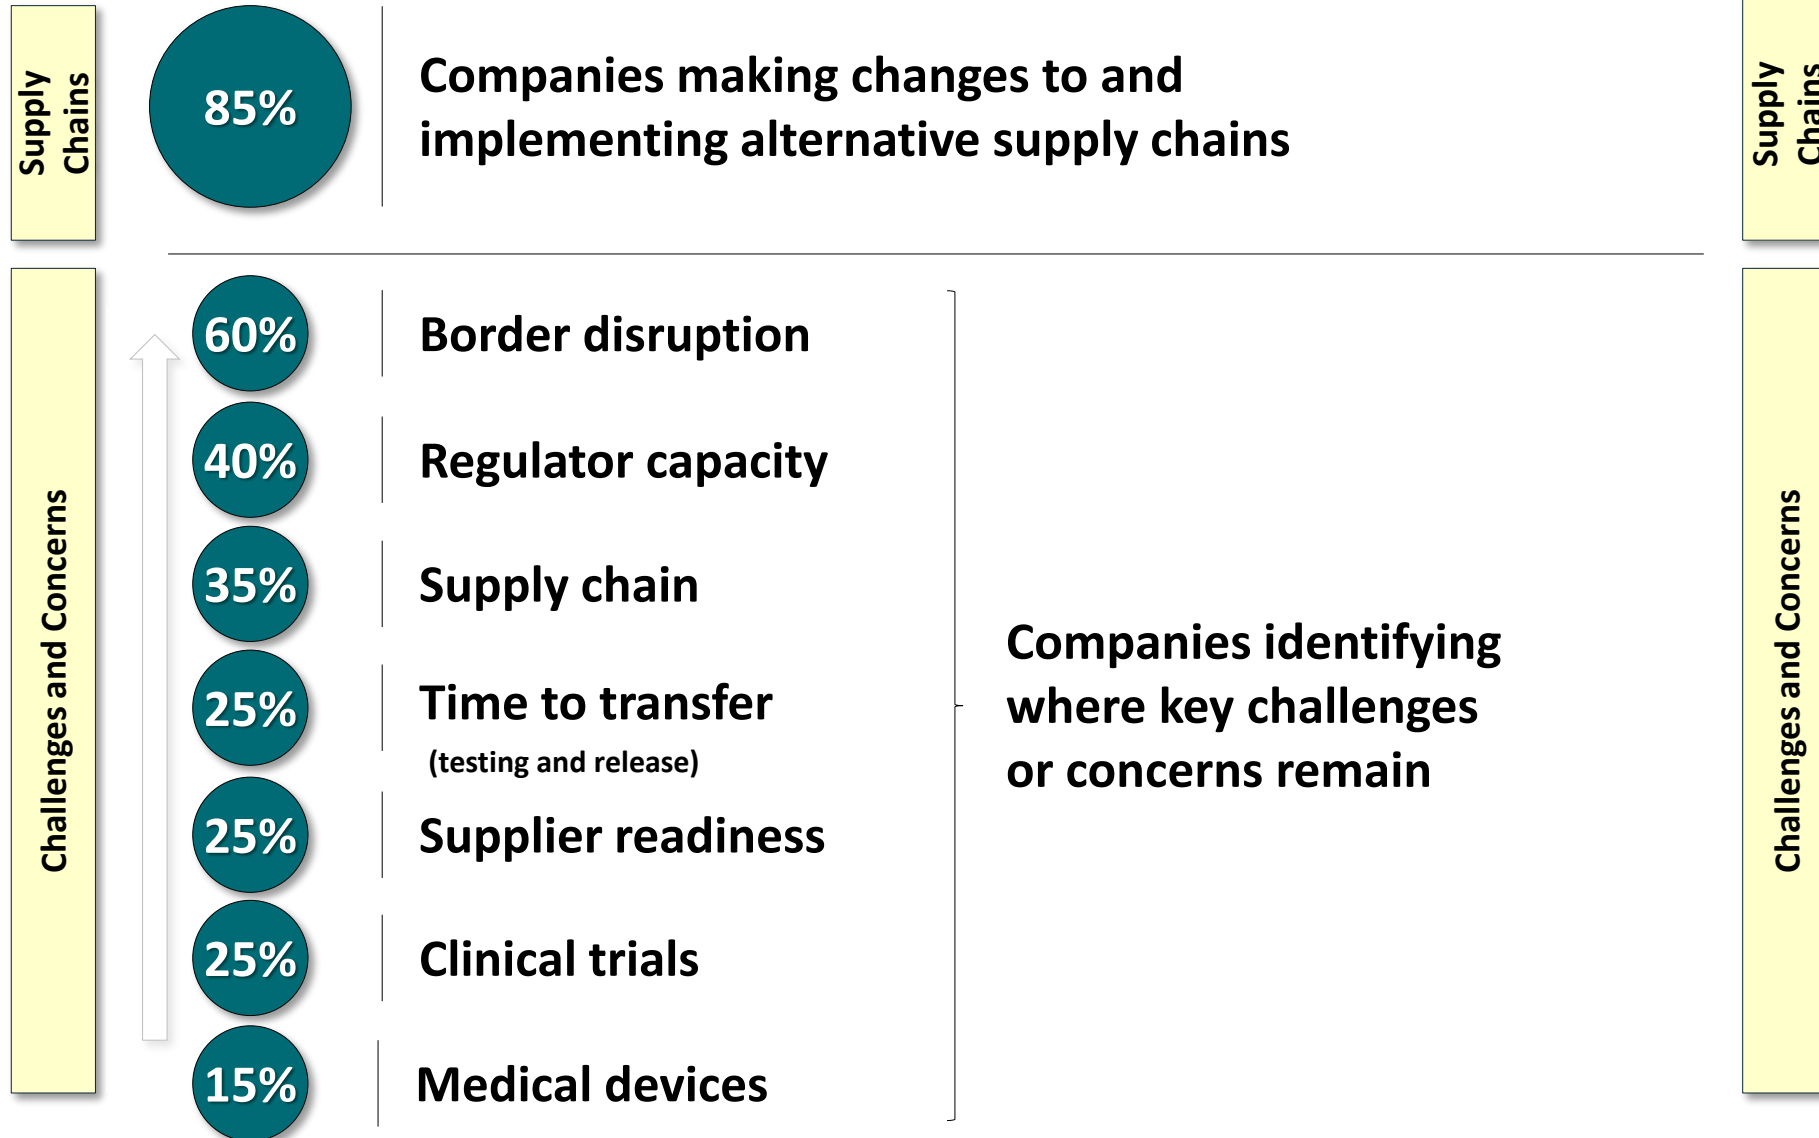 Supply
Chains
85%
Companies making changes to and
implementing alternative supply chains
Supply
Chains
Challenges and Concerns
60%
Border disruption
40%
Regulator capacity
35%
Supply chain
25%
Time to transfer
(testing and release)
25%
Supplier readiness
25%
Clinical trials
15%
Medical devices
Companies identifying
where key challenges
or concerns remain
Challenges and Concerns